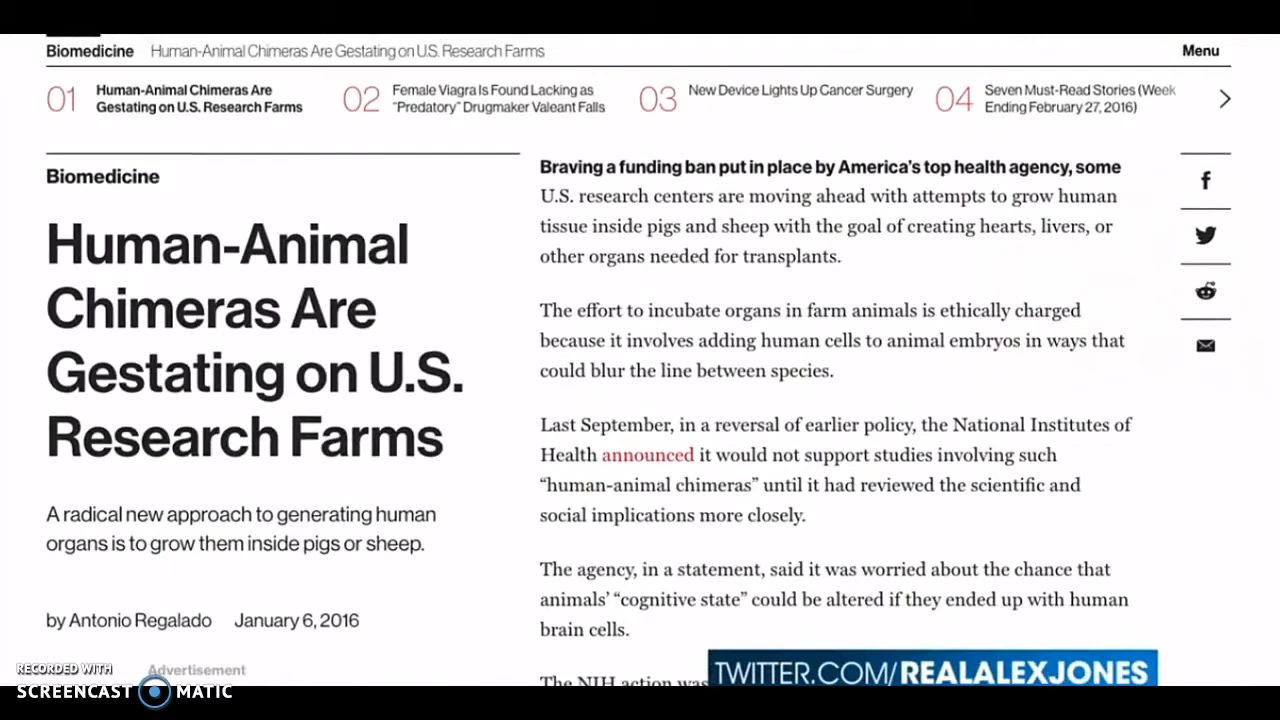 Biomedicine Human-Animal Chimeras Are Gestating on U.S. Research Farms
Menu
01 Human-Animal Chimeras Are
Gestating on U.S. Research Farms
02 Female Viagra Is Found Lacking as
“Predatory” Drugmaker Valeant Falls
03 New Device Lights Up Cancer Surgery
04 Seven Must-Read Stories (Week
Ending February 27, 2016)
Biomedicine
Human-Animal
Chimeras Are
Gestating on U.S.
Research Farms
A radical new approach to generating human
organs is to grow them inside pigs or sheep.
by Antonio Regalado January 6, 2016
Advertisement
Braving a funding ban put in place by America’s top health agency, some
U.S. research centers are moving ahead with attempts to grow human
tissue inside pigs and sheep with the goal of creating hearts, livers, or
other organs needed for transplants.
The effort to incubate organs in farm animals is ethically charged
because it involves adding human cells to animal embryos in ways that
could blur the line between species.
Last September, in a reversal of earlier policy, the National Institutes of
Health announced it would not support studies involving such
“human-animal chimeras” until it had reviewed the scientific and
social implications more closely.
The agency, in a statement, said it was worried about the chance that
animals’ “cognitive state” could be altered if they ended up with human
brain cells.
The NIH action was
TWITTER.COM/REALALEXJONES
RECORDED WITH
SCREENCAST MATIC